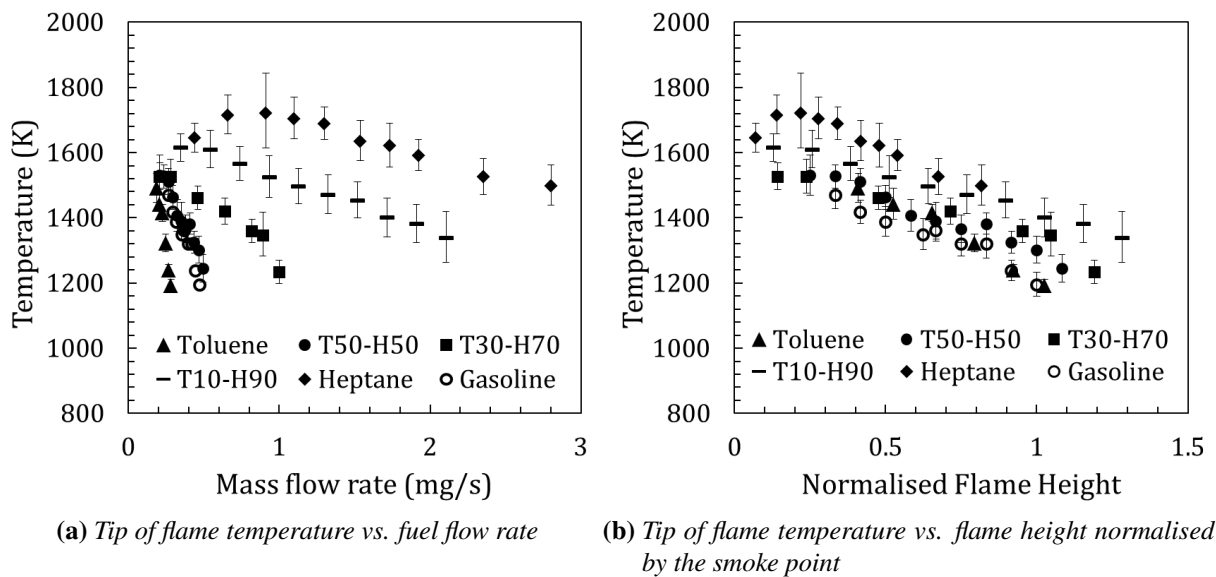 2000
1800
1600
1400
1200
1000
800
Temperature (K)
Toluene T50-H50 T30-H70
T10-H90 Heptane Gasoline
0 1 2 3
Mass flow rate (mg/s)
(a) Tip of flame temperature vs. fuel flow rate
2000
1800
1600
1400
1200
1000
800
Temperature (K)
Toluene T50-H50 T30-H70
T10-H90 Heptane Gasoline
0 0.5 1 1.5
Normalised Flame Height
(b) Tip of flame temperature vs. flame height normalised
by the smoke point